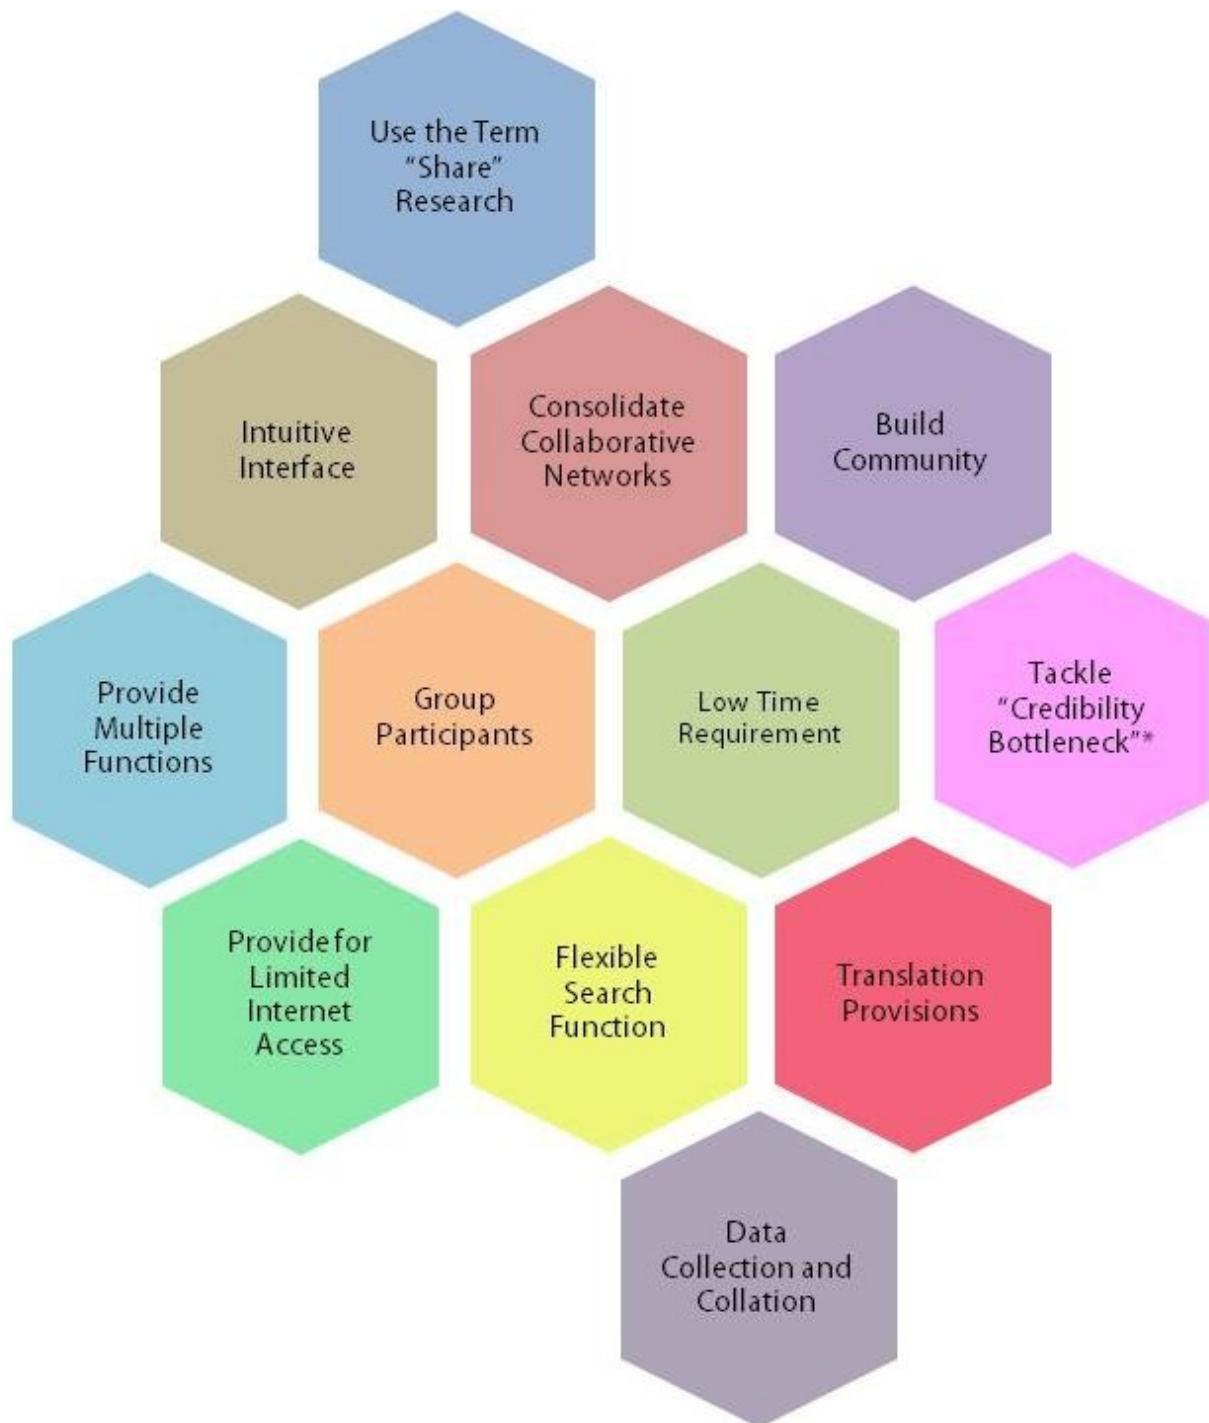 Use the Term
“Share”
Research
Intuitive
Interface
Consolidate
Collaborative
Networks
Build
Community
Provide
Multiple
Functions
Group
Participants
Low Time
Requirement
Tackle
“Credibility
Bottleneck”*
Provide for
Limited
Internet
Access
Flexible
Search
Function
Translation
Provisions
Data
Collection and
Collation